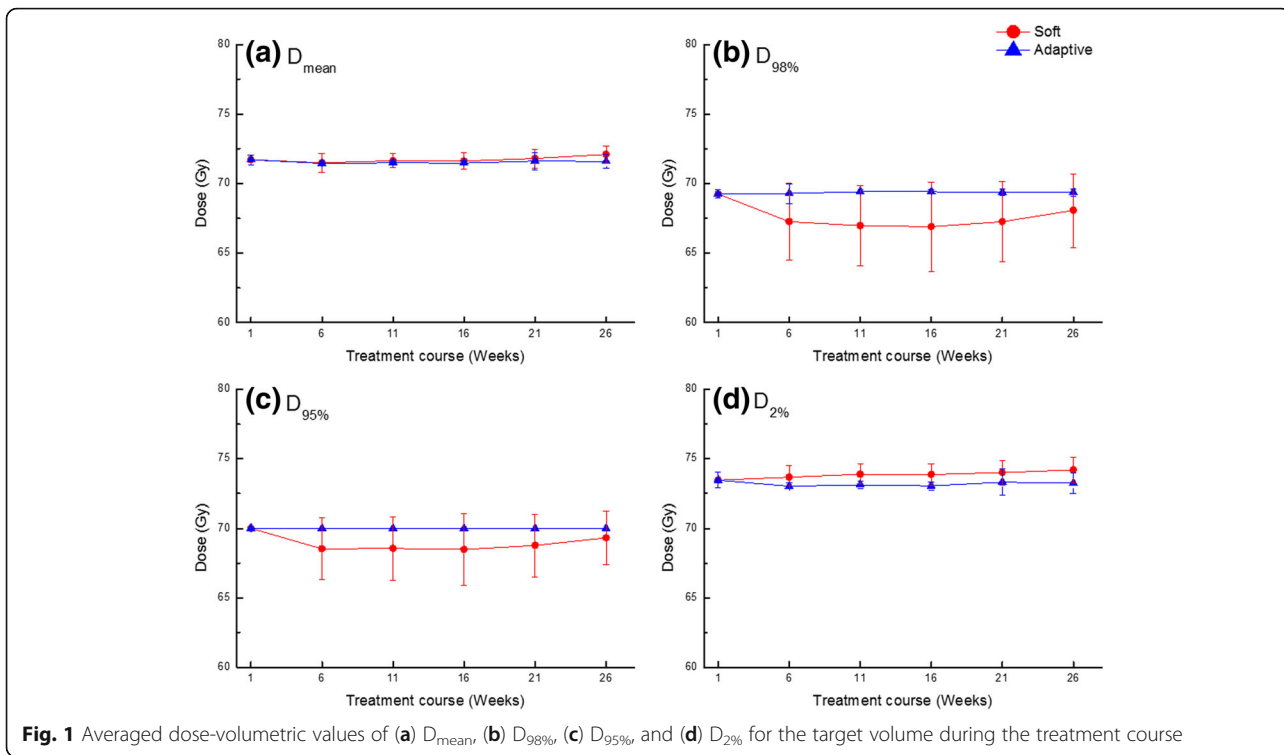 Soft
Adaptive
(a) D mean
80
75
70
65
60
Dose (Gy)
1 6 11 16 21 26
Treatment course (Weeks)
(b) D 98%
80
75
70
65
60
Dose (Gy)
1 6 11 16 21 26
Treatment course (Weeks)
(c) D 95%
80
75
70
65
60
Dose (Gy)
1 6 11 16 21 26
Treatment course (Weeks)
(d) D 2%
80
75
70
65
60
Dose (Gy)
1 6 11 16 21 26
Treatment course (Weeks)
Fig. 1 Averaged dose-volumetric values of (a) Dmean, (b) D98%, (c) D95%, and (d) D2% for the target volume during the treatment course